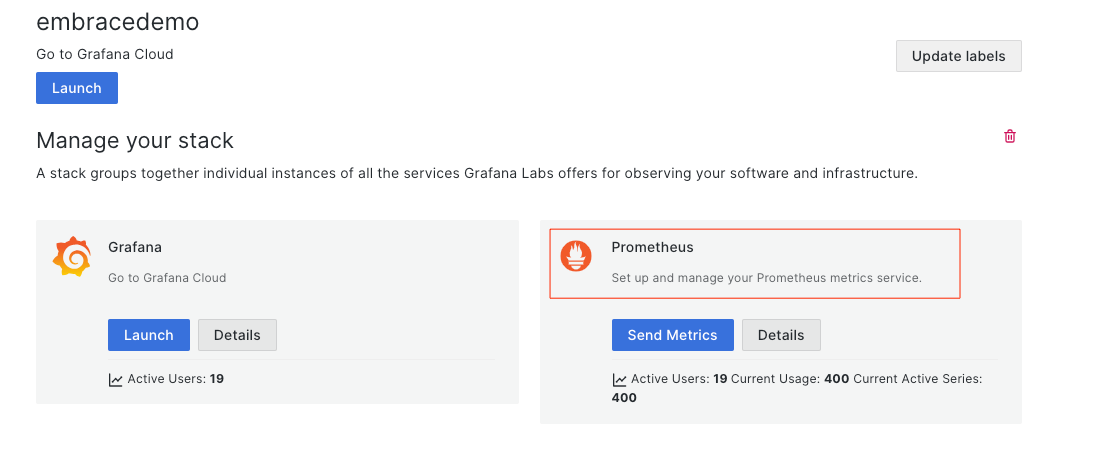 embracedemo
Go to Grafana Cloud
Update labels
Launch
Manage your stack
A stack groups together individual instances of all the services Grafana Labs offers for observing your software and infrastructure.
Grafana
Go to Grafana Cloud
Launch
Details
Active Users: 19
Prometheus
Set up and manage your Prometheus metrics service.
Send Metrics
Details
Active Users: 19 Current Usage: 400 Current Active Series:
400